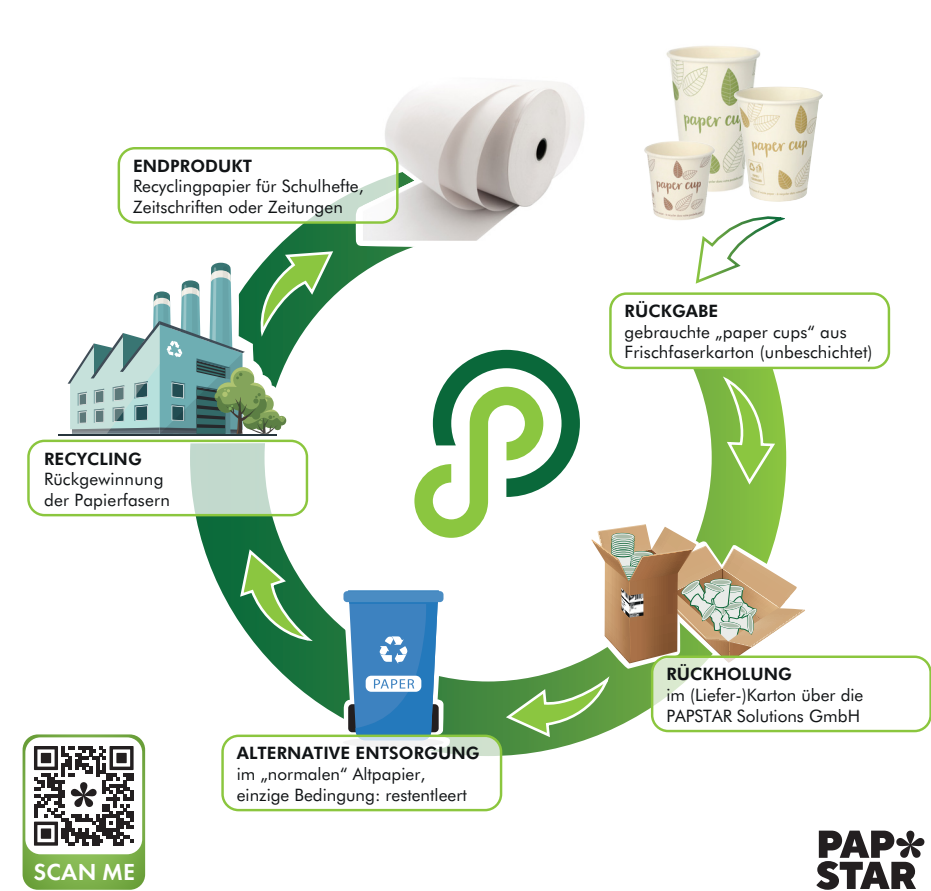 ENDPRODUKT
Recyclingpapier für Schulhefte,
Zeitschriften oder Zeitungen
paper cup
paper cup
paper cup
RÜCKGABE
gebrauchte „paper cups“ aus
Frischfaserkarton (unbeschichtet)
RECYCLING
Rückgewinnung
der Papierfasern
PAPER
RÜCKHOLUNG
im (Liefer-)Karton über die
PAPSTAR Solutions GmbH
ALTERNATIVE ENTSORGUNG
im „normalen“ Altpapier,
einzige Bedingung: restentleert
SCAN ME
PAP*
STAR